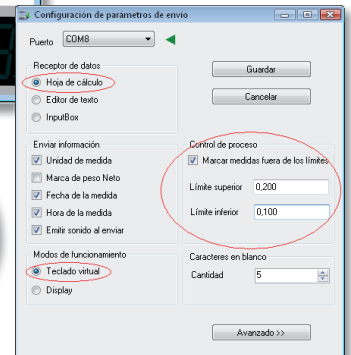 Configuración de parámetros de envío
Puerto COM8
Receptor de datos
Hoja de cálculo
Editor de texto
InputBox
Guardar
Cancelar
Enviar información
Unidad de medida
Marca de peso Neto
Fecha de la medida
Hora de la medida
Emitir sonido al enviar
Control de proceso
Marcar medidas fuera de los límites
Límite superior 0,200
Límite inferior 0,100
Modos de funcionamiento
Teclado virtual
Display
Caracteres en blanco
Cantidad 5
Avanzado >>